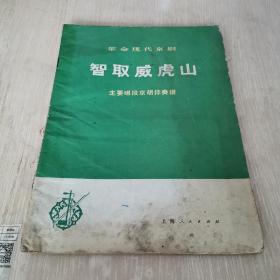 革命现代京剧
智取威虎山
主要唱段京胡伴奏谱
上海人民出版社